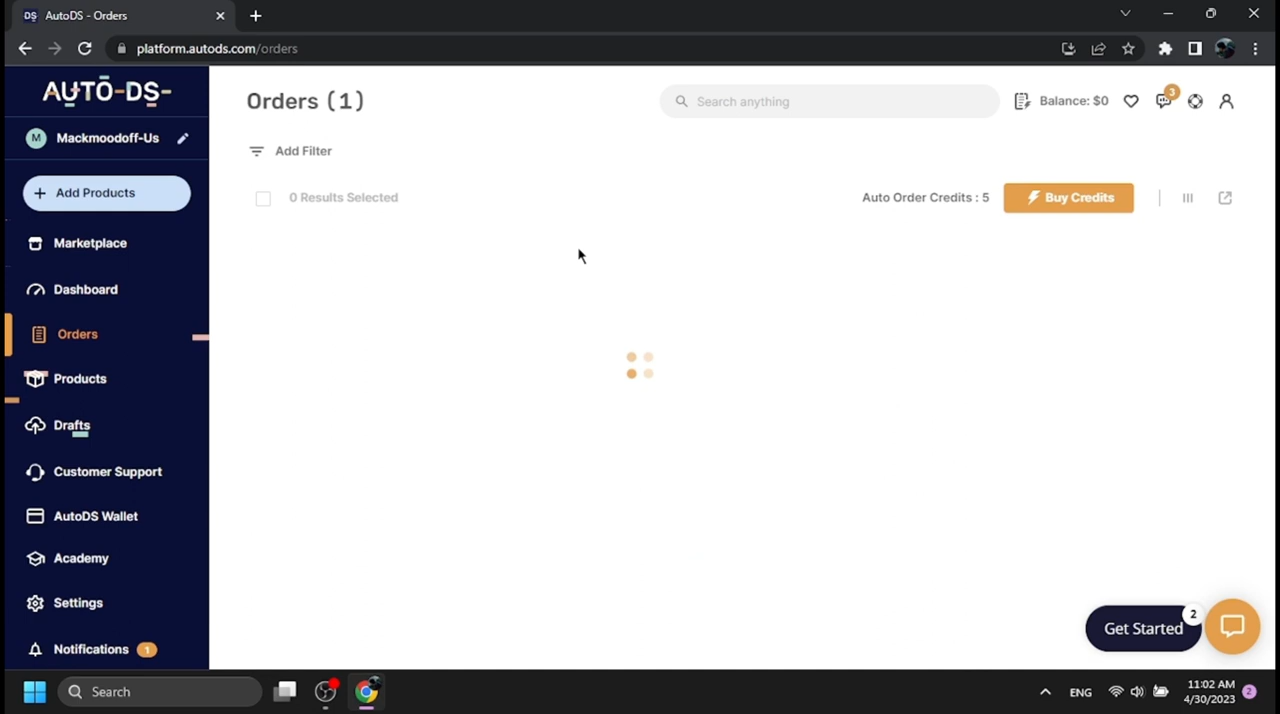 DS AutoDS - Orders
platform.autods.com/orders
AUTO-DS-
M Mackmoodoff-Us
Add Products
Marketplace
Dashboard
Orders
Products
Drafts
Customer Support
AutoDS Wallet
Academy
Settings
Notifications 1
Orders (1)
Search anything
Balance: $0
3
Add Filter
0 Results Selected
Auto Order Credits : 5
Buy Credits
Get Started
2
Search
ENG
11:02 AM
4/30/2023
2